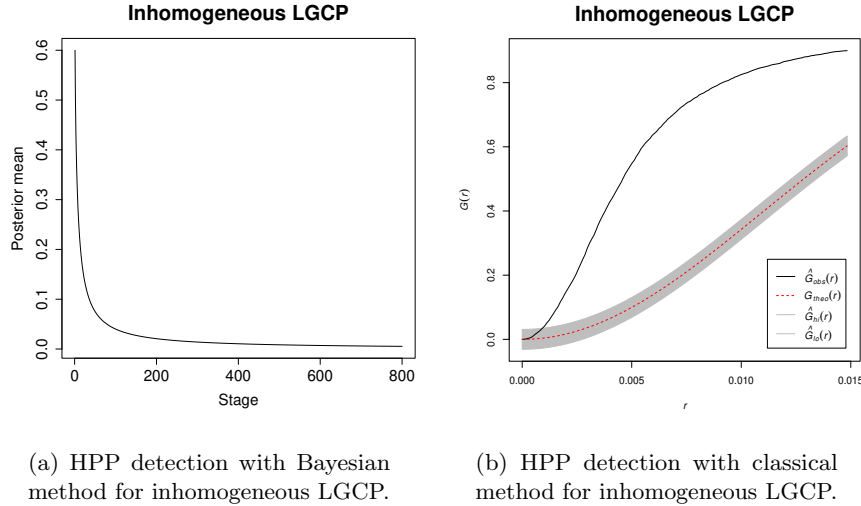 Inhomogeneous LGCP
Posterior mean
0.0 0.1 0.2 0.3 0.4 0.5 0.6
0 200 400 600 800
Stage
(a) HPP detection with Bayesian
method for inhomogeneous LGCP.
Inhomogeneous LGCP
G(r)
0.0 0.2 0.4 0.6 0.8
Ĝobs(r)
Gtheo(r)
Ĝhi(r)
Ĝlo(r)
0.000 0.005 0.010 0.015
r
(b) HPP detection with classical
method for inhomogeneous LGCP.